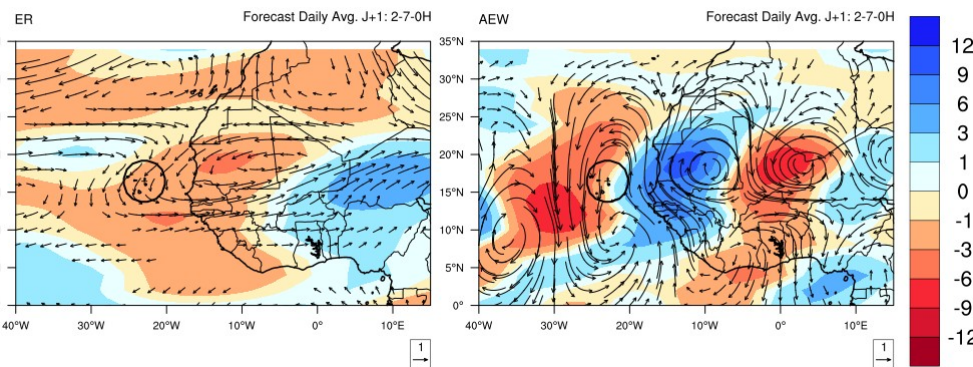 ER Forecast Daily Avg. J+1: 2-7-0H
AEW Forecast Daily Avg. J+1: 2-7-0H
35°N
30°N
25°N
20°N
15°N
10°N
5°N
0°
40°W 30°W 20°W 10°W 0° 10°E
40°W 30°W 20°W 10°W 0° 10°E
1
1
12
9
6
3
1
0
-1
-3
-6
-9
-12